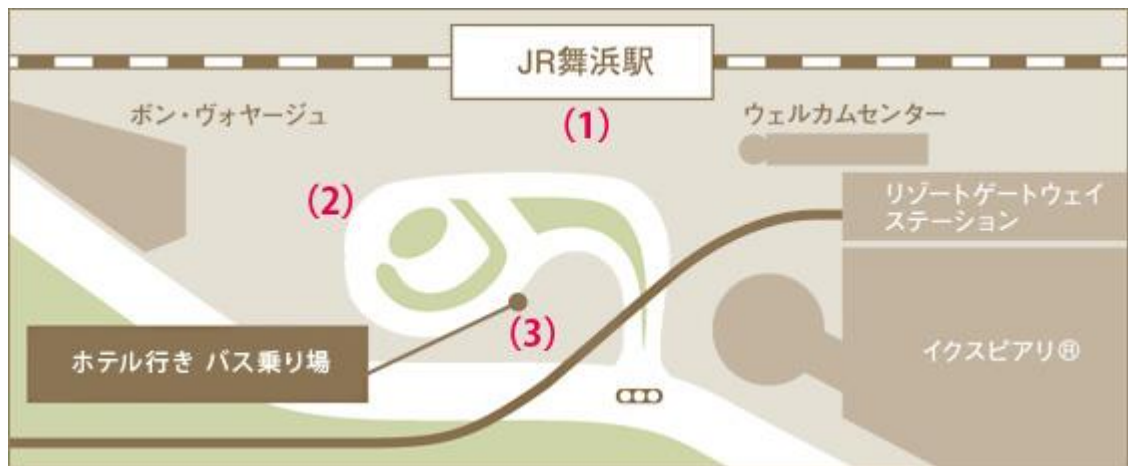 JR舞浜駅
(1)
ボン・ヴォヤージュ
ウェルカムセンター
(2)
リゾートゲートウェイ
ステーション
(3)
ホテル行き バス乗り場
イクスピアリ㊐